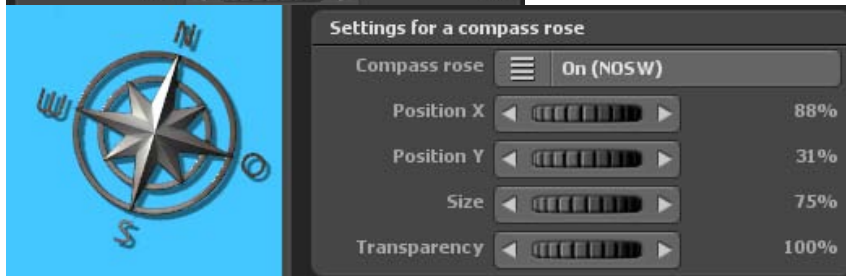 N
W
O
S
Settings for a compass rose
Compass rose On (NOSW)
Position X 88%
Position Y 31%
Size 75%
Transparency 100%